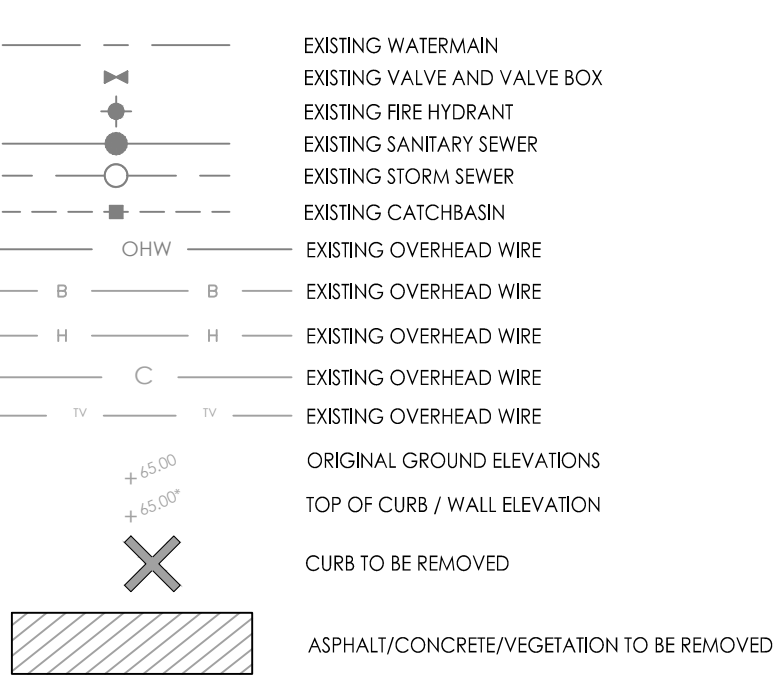 EXISTING WATERMAIN
EXISTING VALVE AND VALVE BOX
EXISTING FIRE HYDRANT
EXISTING SANITARY SEWER
EXISTING STORM SEWER
EXISTING CATCHBASIN
OHW EXISTING OVERHEAD WIRE
B B EXISTING OVERHEAD WIRE
H H EXISTING OVERHEAD WIRE
C EXISTING OVERHEAD WIRE
TV TV EXISTING OVERHEAD WIRE
+ 65.00 ORIGINAL GROUND ELEVATIONS
+ 65.00* TOP OF CURB / WALL ELEVATION
CURB TO BE REMOVED
ASPHALT/CONCRETE/VEGETATION TO BE REMOVED